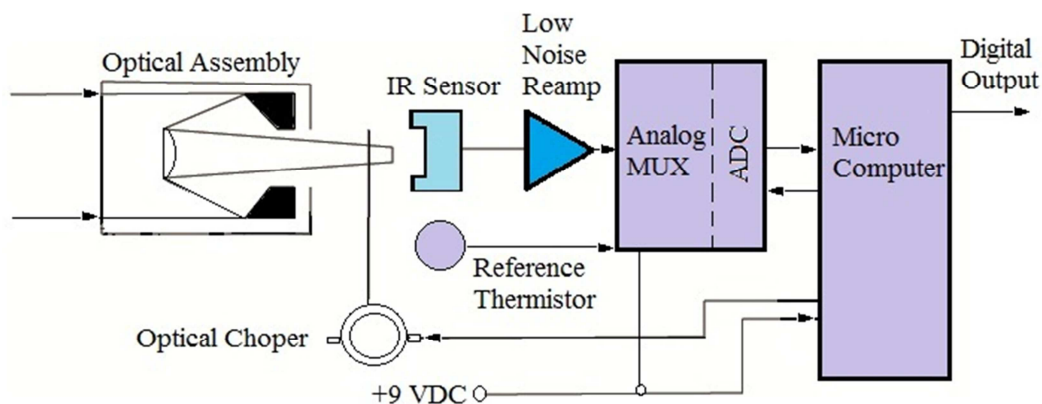 Optical Assembly
IR Sensor
Low
Noise
Reamp
Analog
MUX
ADC
Micro
Computer
Digital
Output
Reference
Thermistor
Optical Choper
+9 VDC